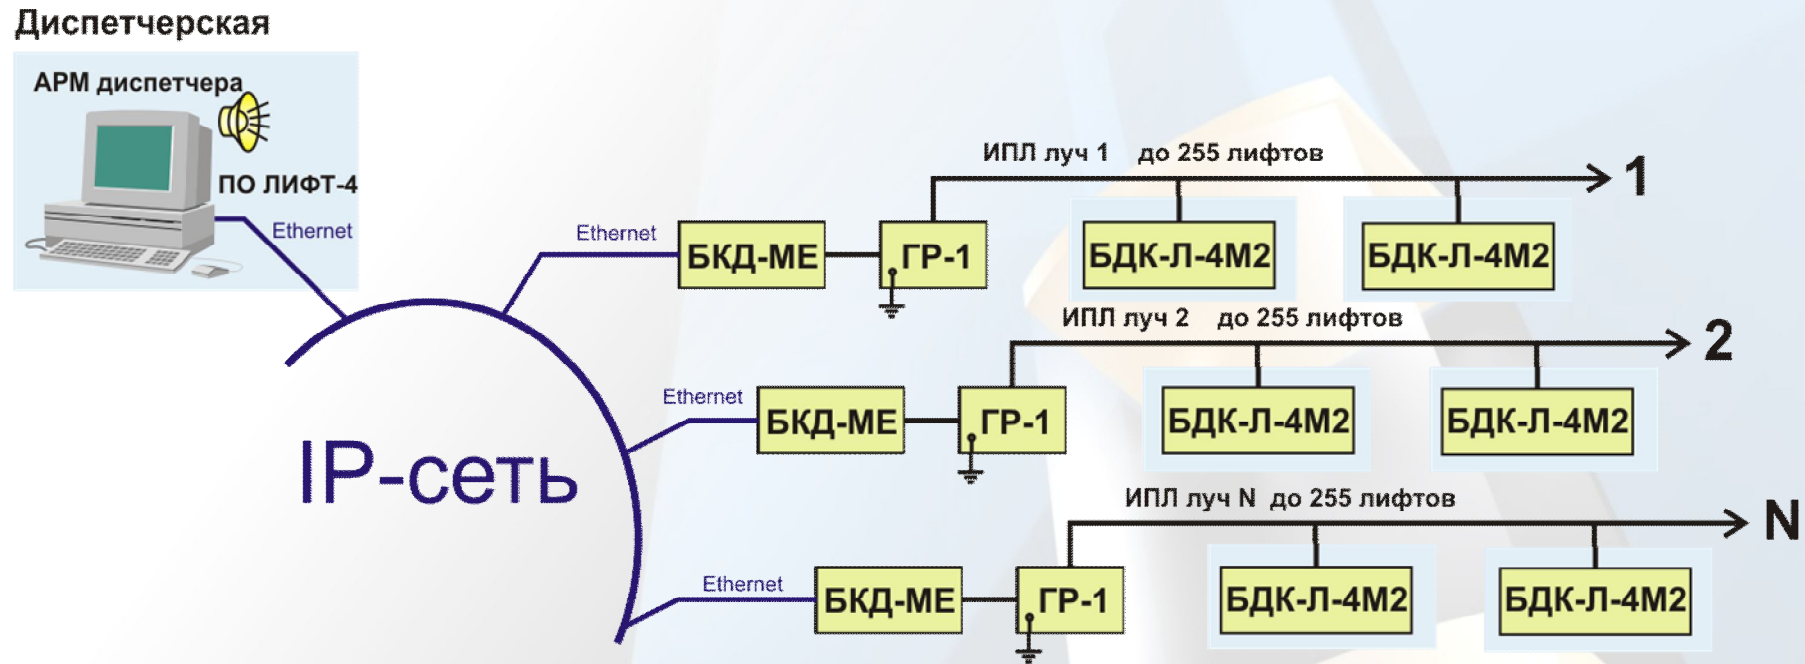 Диспетчерская
АРМ диспетчера
ПО ЛИФТ-4
Ethernet
IP-сеть
ИПЛ луч 1 до 255 лифтов
1
Ethernet
БКД-МЕ
ГР-1
БДК-Л-4М2
БДК-Л-4М2
ИПЛ луч 2 до 255 лифтов
2
Ethernet
БКД-МЕ
ГР-1
БДК-Л-4М2
БДК-Л-4М2
ИПЛ луч N до 255 лифтов
N
Ethernet
БКД-МЕ
ГР-1
БДК-Л-4М2
БДК-Л-4М2